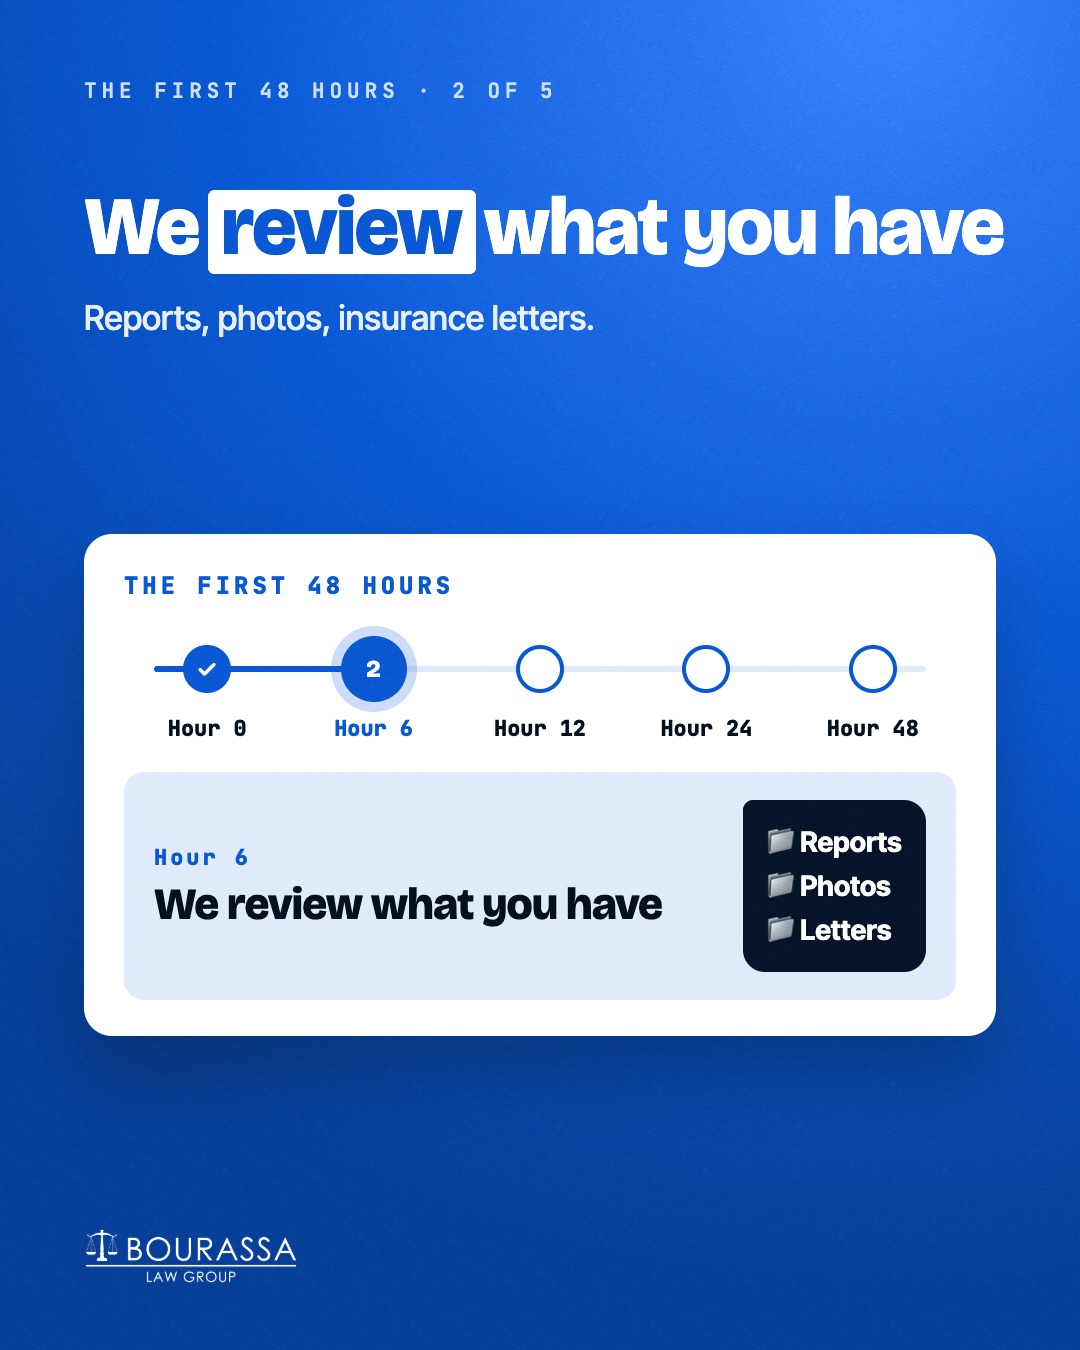 THE FIRST 48 HOURS · 2 OF 5
We review what you have
Reports, photos, insurance letters.
THE FIRST 48 HOURS
2
Hour 0
Hour 6
Hour 12
Hour 24
Hour 48
Hour 6
We review what you have
Reports
Photos
Letters
BOURASSA
LAW GROUP